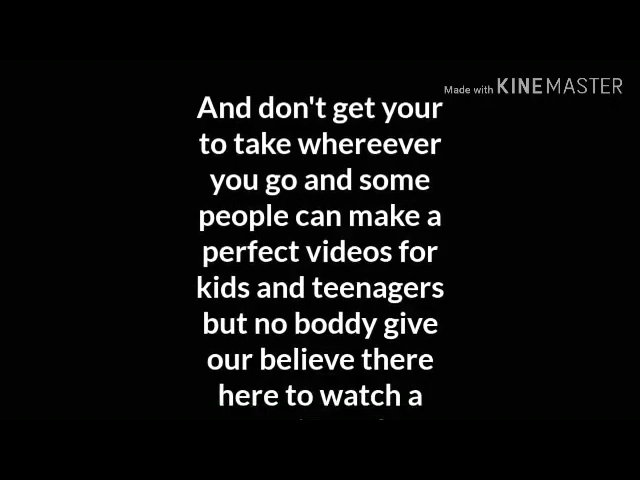 Made with KINEMASTER
And don't get your
to take whereever
you go and some
people can make a
perfect videos for
kids and teenagers
but no boddy give
our believe there
here to watch a